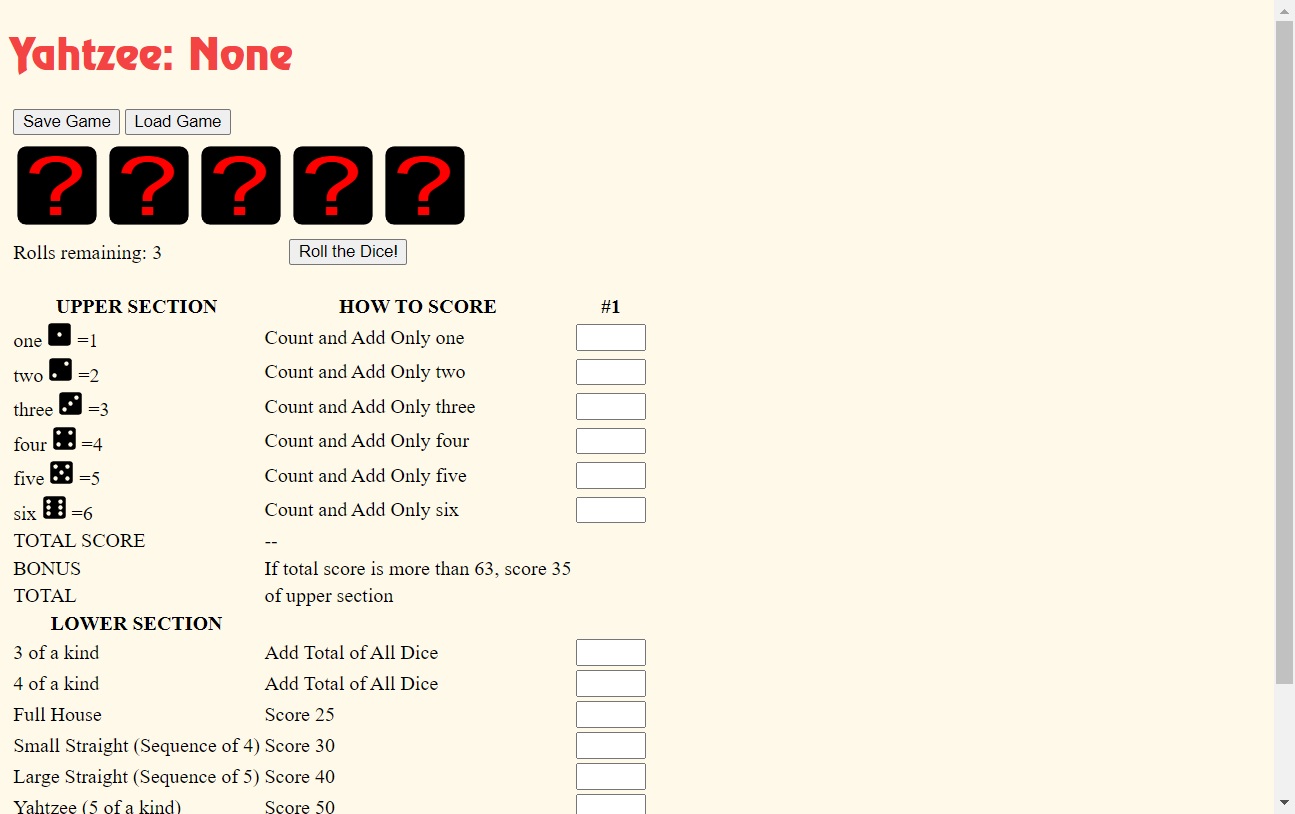 Yahtzee: None
Save Game Load Game
? ? ? ? ?
Rolls remaining: 3 Roll the Dice!
UPPER SECTION HOW TO SCORE #1
one =1 Count and Add Only one
two =2 Count and Add Only two
three =3 Count and Add Only three
four =4 Count and Add Only four
five =5 Count and Add Only five
six =6 Count and Add Only six
TOTAL SCORE --
BONUS If total score is more than 63, score 35
TOTAL of upper section
LOWER SECTION
3 of a kind Add Total of All Dice
4 of a kind Add Total of All Dice
Full House Score 25
Small Straight (Sequence of 4) Score 30
Large Straight (Sequence of 5) Score 40
Yahtzee (5 of a kind) Score 50